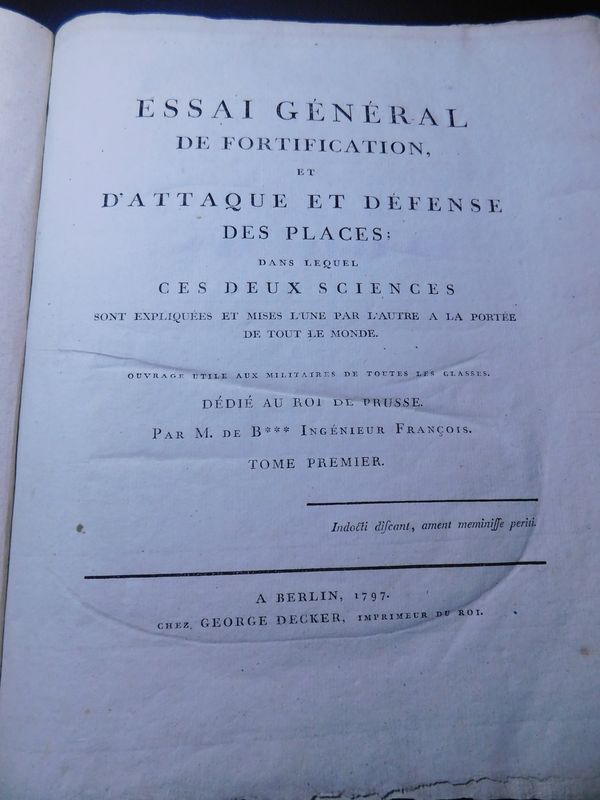 ESSAI GÉNÉRAL
DE FORTIFICATION,
ET
D'ATTAQUE ET DÉFENSE
DES PLACES;
DANS LEQUEL
CES DEUX SCIENCES
SONT EXPLIQUÉES ET MISES L'UNE PAR L'AUTRE A LA PORTÉE
DE TOUT LE MONDE.
OUVRAGE UTILE AUX MILITAIRES DE TOUTES LES CLASSES.
DÉDIÉ AU ROI DE PRUSSE.
PAR M. DE B*** INGÉNIEUR FRANÇOIS.
TOME PREMIER.
Indocti diſcant, ament meminiſſe periti.
A BERLIN, 1797.
CHEZ GEORGE DECKER, IMPRIMEUR DU ROI.